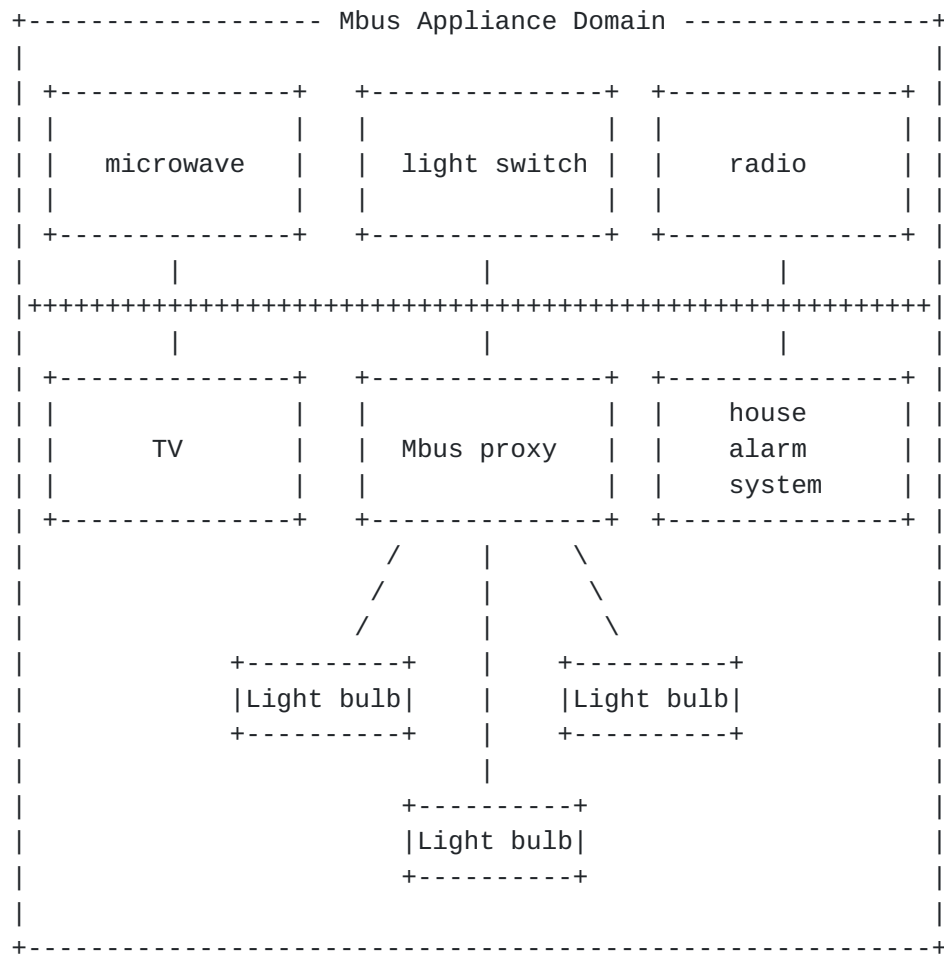 Mbus Appliance Domain
microwave light switch radio
house
TV Mbus proxy alarm
system
Light bulb Light bulb
Light bulb